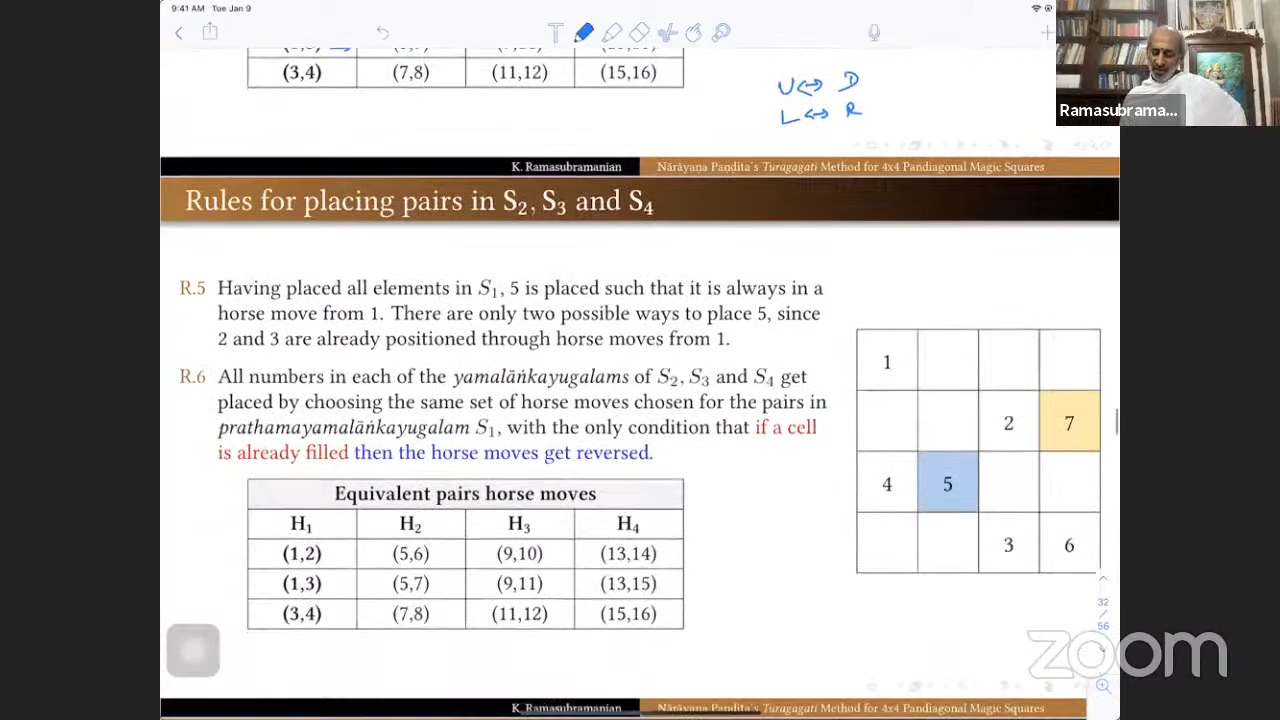 9:41 AM Tue Jan 9
(3,4) (7,8) (11,12) (15,16)
U ↔ D
L ↔ R
Ramasubrama...
K. Ramasubramanian Nārāyaṇa Paṇḍita's Turagagati Method for 4x4 Pandiagonal Magic Squares
Rules for placing pairs in S₂, S₃ and S₄
R.5 Having placed all elements in S₁, 5 is placed such that it is always in a
horse move from 1. There are only two possible ways to place 5, since
2 and 3 are already positioned through horse moves from 1.
R.6 All numbers in each of the yamalāṅkayugalams of S₂, S₃ and S₄ get
placed by choosing the same set of horse moves chosen for the pairs in
prathamayamalāṅkayugalam S₁, with the only condition that if a cell
is already filled then the horse moves get reversed.
Equivalent pairs horse moves
H₁ H₂ H₃ H₄
(1,2) (5,6) (9,10) (13,14)
(1,3) (5,7) (9,11) (13,15)
(3,4) (7,8) (11,12) (15,16)
1
2 7
4 5
3 6
32
/
56
zoom
K. Ramasubramanian Nārāyaṇa Paṇḍita's Turagagati Method for 4x4 Pandiagonal Magic Squares